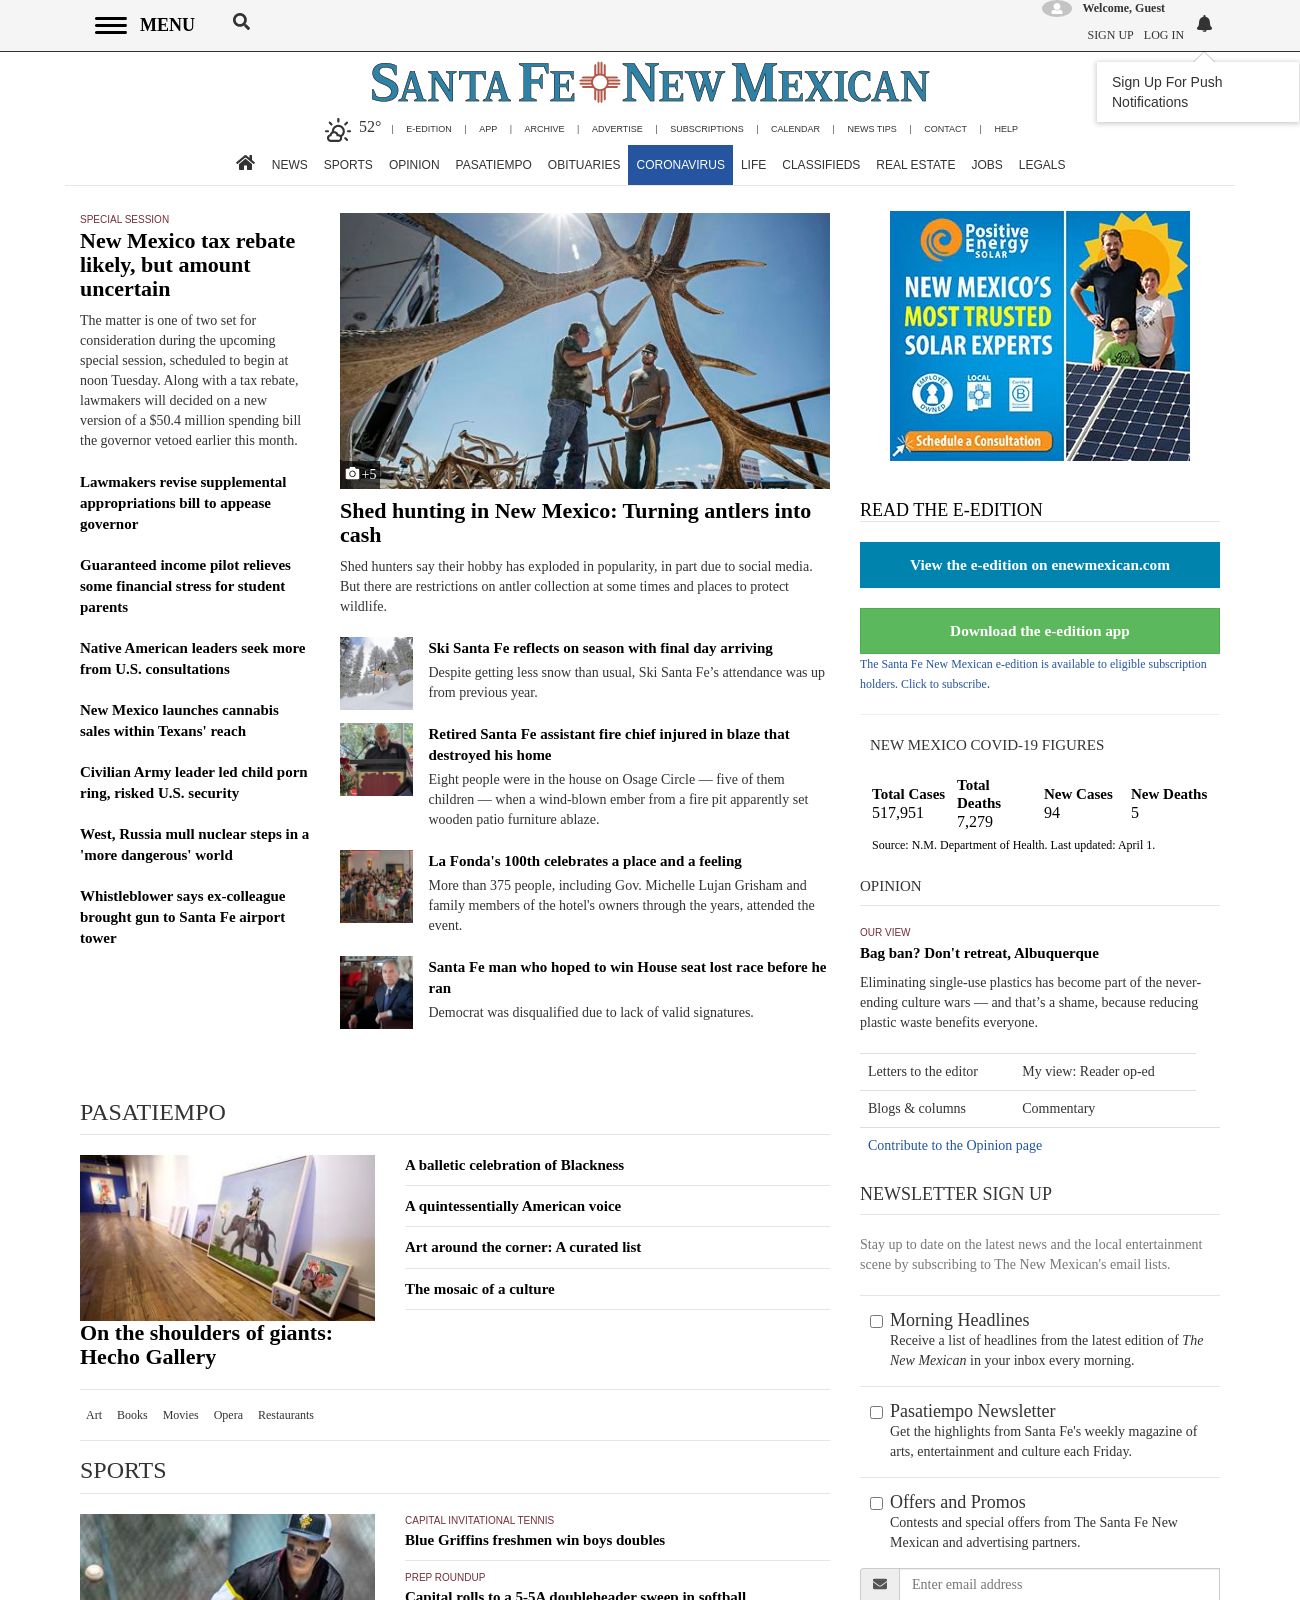 MENU
Welcome, Guest
SIGN UP LOG IN
Sign Up For Push
Notifications
SANTA FE NEW MEXICAN
52° | E-EDITION | APP | ARCHIVE | ADVERTISE | SUBSCRIPTIONS | CALENDAR | NEWS TIPS | CONTACT | HELP
NEWS SPORTS OPINION PASATIEMPO OBITUARIES CORONAVIRUS LIFE CLASSIFIEDS REAL ESTATE JOBS LEGALS
SPECIAL SESSION
New Mexico tax rebate
likely, but amount
uncertain
The matter is one of two set for
consideration during the upcoming
special session, scheduled to begin at
noon Tuesday. Along with a tax rebate,
lawmakers will decided on a new
version of a $50.4 million spending bill
the governor vetoed earlier this month.
Lawmakers revise supplemental
appropriations bill to appease
governor
Guaranteed income pilot relieves
some financial stress for student
parents
Native American leaders seek more
from U.S. consultations
New Mexico launches cannabis
sales within Texans' reach
Civilian Army leader led child porn
ring, risked U.S. security
West, Russia mull nuclear steps in a
'more dangerous' world
Whistleblower says ex-colleague
brought gun to Santa Fe airport
tower
+5
Shed hunting in New Mexico: Turning antlers into
cash
Shed hunters say their hobby has exploded in popularity, in part due to social media.
But there are restrictions on antler collection at some times and places to protect
wildlife.
Ski Santa Fe reflects on season with final day arriving
Despite getting less snow than usual, Ski Santa Fe’s attendance was up
from previous year.
Retired Santa Fe assistant fire chief injured in blaze that
destroyed his home
Eight people were in the house on Osage Circle — five of them
children — when a wind-blown ember from a fire pit apparently set
wooden patio furniture ablaze.
La Fonda's 100th celebrates a place and a feeling
More than 375 people, including Gov. Michelle Lujan Grisham and
family members of the hotel's owners through the years, attended the
event.
Santa Fe man who hoped to win House seat lost race before he
ran
Democrat was disqualified due to lack of valid signatures.
Positive
Energy
SOLAR
NEW MEXICO'S
MOST TRUSTED
SOLAR EXPERTS
EMPLOYEE
OWNED
LOCAL
Certified
B
Lucky
Schedule a Consultation
READ THE E-EDITION
View the e-edition on enewmexican.com
Download the e-edition app
The Santa Fe New Mexican e-edition is available to eligible subscription
holders. Click to subscribe.
NEW MEXICO COVID-19 FIGURES
Total Cases
517,951
Total
Deaths
7,279
New Cases
94
New Deaths
5
Source: N.M. Department of Health. Last updated: April 1.
OPINION
OUR VIEW
Bag ban? Don't retreat, Albuquerque
Eliminating single-use plastics has become part of the never-
ending culture wars — and that’s a shame, because reducing
plastic waste benefits everyone.
Letters to the editor My view: Reader op-ed
Blogs & columns Commentary
Contribute to the Opinion page
NEWSLETTER SIGN UP
Stay up to date on the latest news and the local entertainment
scene by subscribing to The New Mexican's email lists.
Morning Headlines
Receive a list of headlines from the latest edition of The
New Mexican in your inbox every morning.
Pasatiempo Newsletter
Get the highlights from Santa Fe's weekly magazine of
arts, entertainment and culture each Friday.
Offers and Promos
Contests and special offers from The Santa Fe New
Mexican and advertising partners.
Enter email address
PASATIEMPO
On the shoulders of giants:
Hecho Gallery
A balletic celebration of Blackness
A quintessentially American voice
Art around the corner: A curated list
The mosaic of a culture
Art Books Movies Opera Restaurants
SPORTS
CAPITAL INVITATIONAL TENNIS
Blue Griffins freshmen win boys doubles
PREP ROUNDUP
Capital rolls to a 5-5A doubleheader sweep in softball